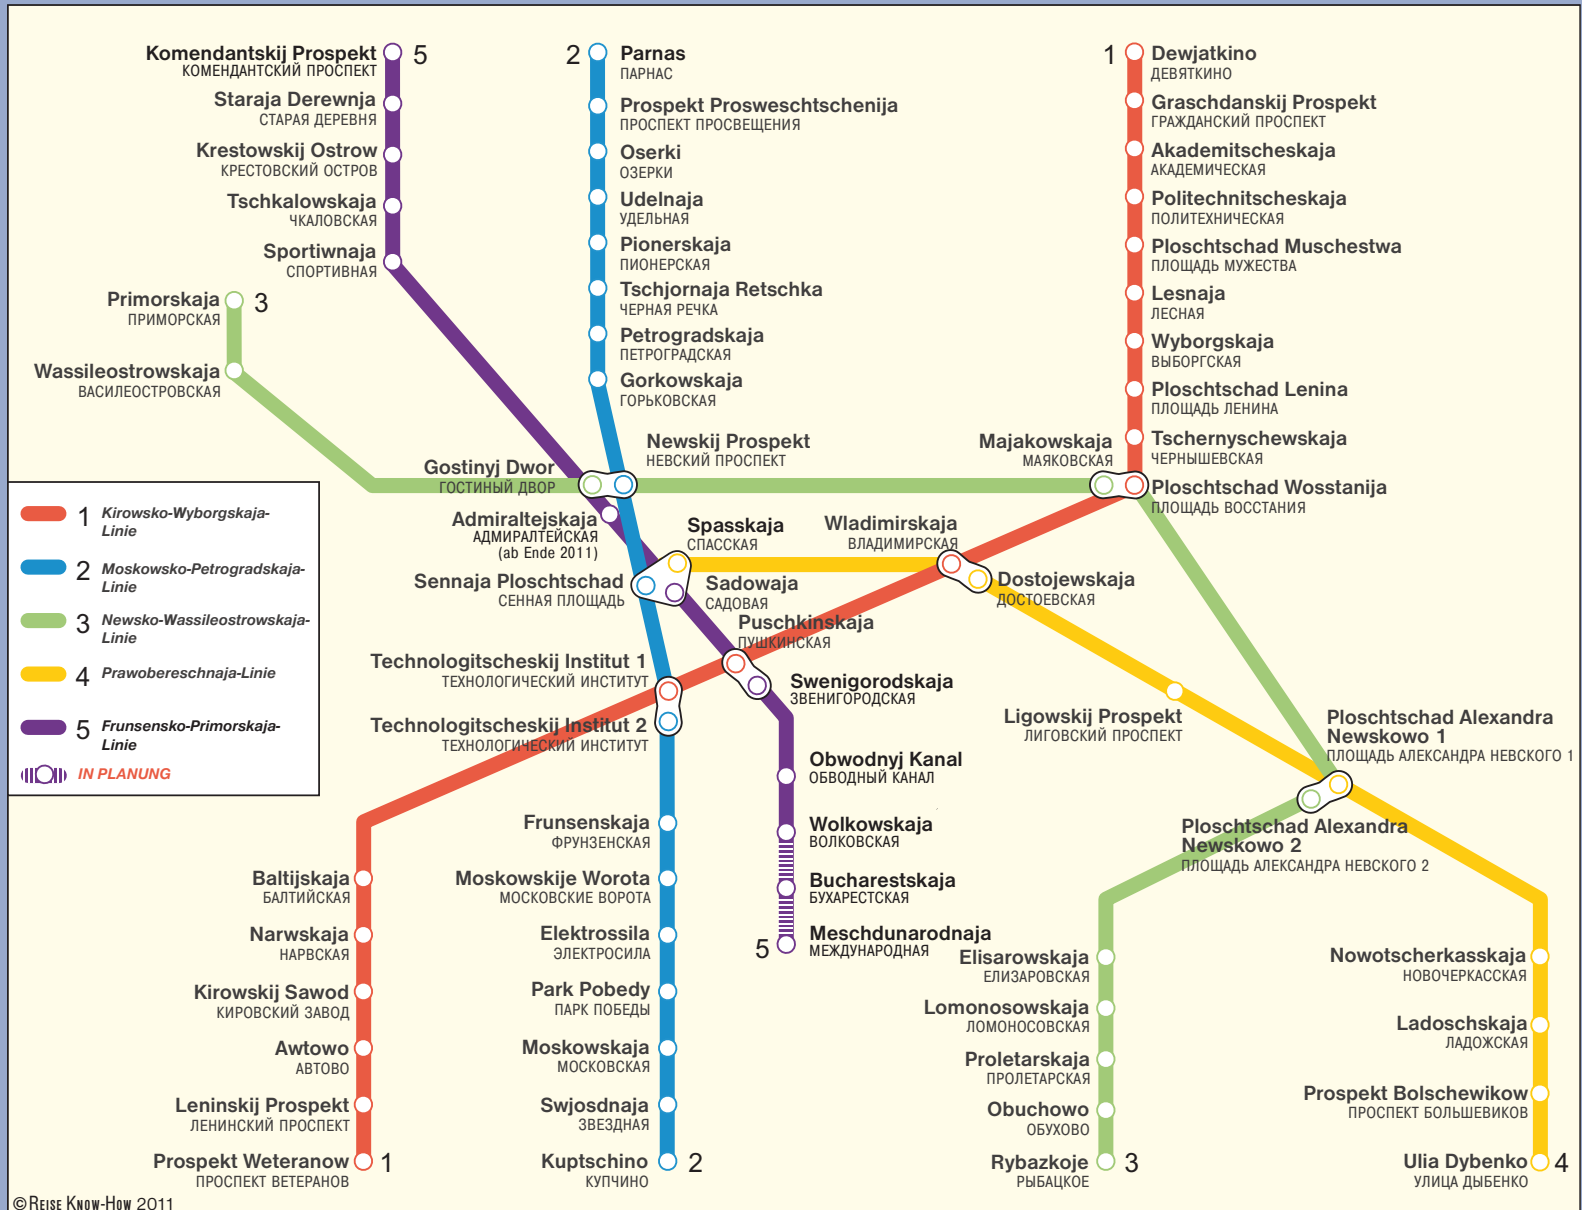 Komendantskij Prospekt
КОМЕНДАНТСКИЙ ПРОСПЕКТ
5
Staraja Derewnja
СТАРАЯ ДЕРЕВНЯ
Krestowskij Ostrow
КРЕСТОВСКИЙ ОСТРОВ
Tschkalowskaja
ЧКАЛОВСКАЯ
Sportiwnaja
СПОРТИВНАЯ
Primorskaja
ПРИМОРСКАЯ
3
Wassileostrowskaja
ВАСИЛЕОСТРОВСКАЯ
2
Parnas
ПАРНАС
Prospekt Prosweschtschenija
ПРОСПЕКТ ПРОСВЕЩЕНИЯ
Oserki
ОЗЕРКИ
Udelnaja
УДЕЛЬНАЯ
Pionerskaja
ПИОНЕРСКАЯ
Tschjornaja Retschka
ЧЕРНАЯ РЕЧКА
Petrogradskaja
ПЕТРОГРАДСКАЯ
Gorkowskaja
ГОРЬКОВСКАЯ
Newskij Prospekt
НЕВСКИЙ ПРОСПЕКТ
1
Dewjatkino
ДЕВЯТКИНО
Graschdanskij Prospekt
ГРАЖДАНСКИЙ ПРОСПЕКТ
Akademitscheskaja
АКАДЕМИЧЕСКАЯ
Politechnitscheskaja
ПОЛИТЕХНИЧЕСКАЯ
Ploschtschad Muschestwa
ПЛОЩАДЬ МУЖЕСТВА
Lesnaja
ЛЕСНАЯ
Wyborgskaja
ВЫБОРГСКАЯ
Ploschtschad Lenina
ПЛОЩАДЬ ЛЕНИНА
Tschernyschewskaja
ЧЕРНЫШЕВСКАЯ
Majakowskaja
МАЯКОВСКАЯ
Ploschtschad Wosstanija
ПЛОЩАДЬ ВОССТАНИЯ
Gostinyj Dwor
ГОСТИНЫЙ ДВОР
Admiraltejskaja
АДМИРАЛТЕЙСКАЯ
(ab Ende 2011)
Spasskaja
СПАССКАЯ
Wladimirskaja
ВЛАДИМИРСКАЯ
Sennaja Ploschtschad
СЕННАЯ ПЛОЩАДЬ
Sadowaja
САДОВАЯ
Dostojewskaja
ДОСТОЕВСКАЯ
Puschkinskaja
ПУШКИНСКАЯ
Technologitscheskij Institut 1
ТЕХНОЛОГИЧЕСКИЙ ИНСТИТУТ
Swenigorodskaja
ЗВЕНИГОРОДСКАЯ
Technologitscheskij Institut 2
ТЕХНОЛОГИЧЕСКИЙ ИНСТИТУТ
Ligowskij Prospekt
ЛИГОВСКИЙ ПРОСПЕКТ
Ploschtschad Alexandra
Newskowo 1
ПЛОЩАДЬ АЛЕКСАНДРА НЕВСКОГО 1
Ploschtschad Alexandra
Newskowo 2
ПЛОЩАДЬ АЛЕКСАНДРА НЕВСКОГО 2
1 Kirowsko-Wyborgskaja-
Linie
2 Moskowsko-Petrogradskaja-
Linie
3 Newsko-Wassileostrowskaja-
Linie
4 Prawobereschnaja-Linie
5 Frunsensko-Primorskaja-
Linie
IN PLANUNG
Obwodnyj Kanal
ОБВОДНЫЙ КАНАЛ
Wolkowskaja
ВОЛКОВСКАЯ
Bucharestskaja
БУХАРЕСТСКАЯ
Meschdunarodnaja
МЕЖДУНАРОДНАЯ
5
Baltijskaja
БАЛТИЙСКАЯ
Narwskaja
НАРВСКАЯ
Kirowskij Sawod
КИРОВСКИЙ ЗАВОД
Awtowo
АВТОВО
Leninskij Prospekt
ЛЕНИНСКИЙ ПРОСПЕКТ
Prospekt Weteranow
ПРОСПЕКТ ВЕТЕРАНОВ
1
Frunsenskaja
ФРУНЗЕНСКАЯ
Moskowskije Worota
МОСКОВСКИЕ ВОРОТА
Elektrossila
ЭЛЕКТРОСИЛА
Park Pobedy
ПАРК ПОБЕДЫ
Moskowskaja
МОСКОВСКАЯ
Swjosdnaja
ЗВЕЗДНАЯ
Kuptschino
КУПЧИНО
2
Elisarowskaja
ЕЛИЗАРОВСКАЯ
Lomonosowskaja
ЛОМОНОСОВСКАЯ
Proletarskaja
ПРОЛЕТАРСКАЯ
Obuchowo
ОБУХОВО
Rybazkoje
РЫБАЦКОЕ
3
Nowotscherkasskaja
НОВОЧЕРКАССКАЯ
Ladoschskaja
ЛАДОЖСКАЯ
Prospekt Bolschewikow
ПРОСПЕКТ БОЛЬШЕВИКОВ
Ulia Dybenko
УЛИЦА ДЫБЕНКО
4
© REISE KNOW-HOW 2011